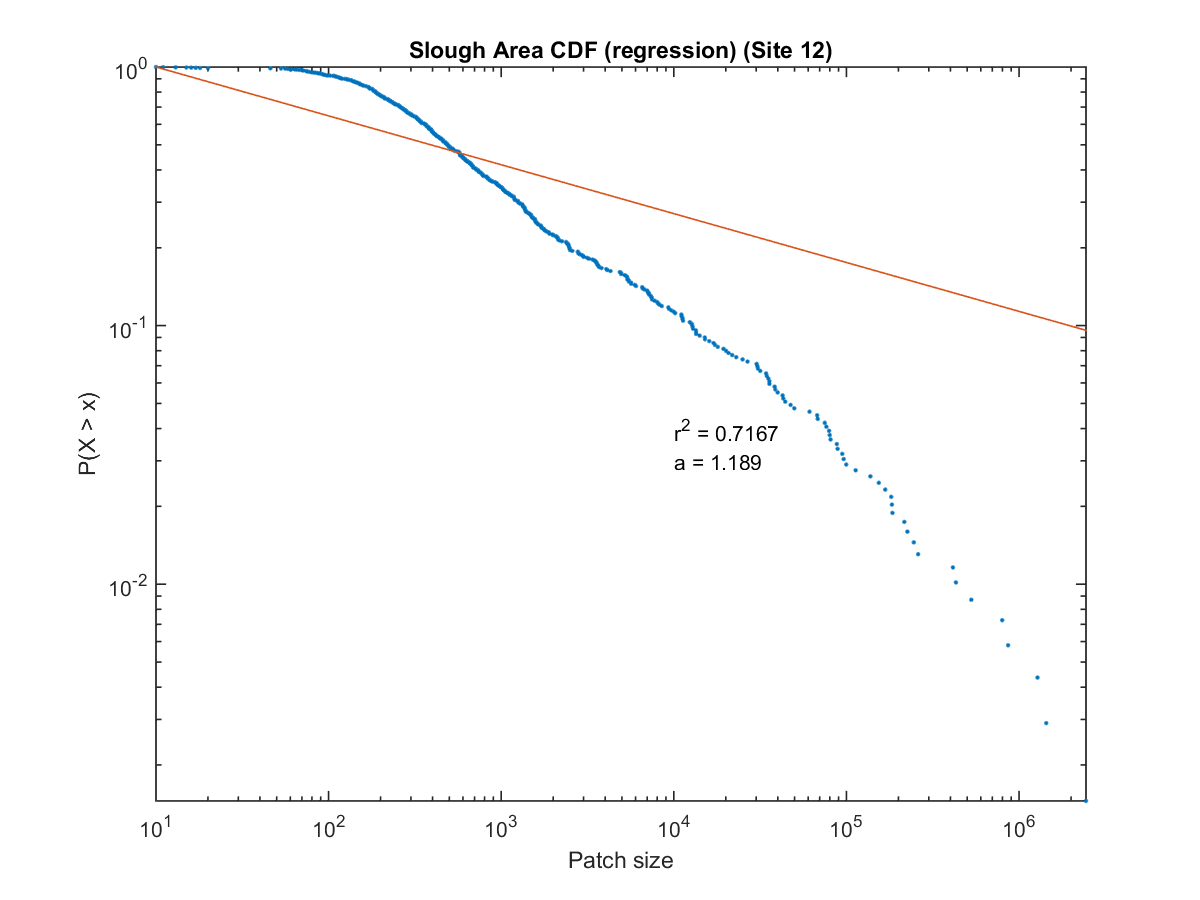 Slough Area CDF (regression) (Site 12)
10^0
10^-1
10^-2
P(X > x)
r^2 = 0.7167
a = 1.189
10^1 10^2 10^3 10^4 10^5 10^6
Patch size